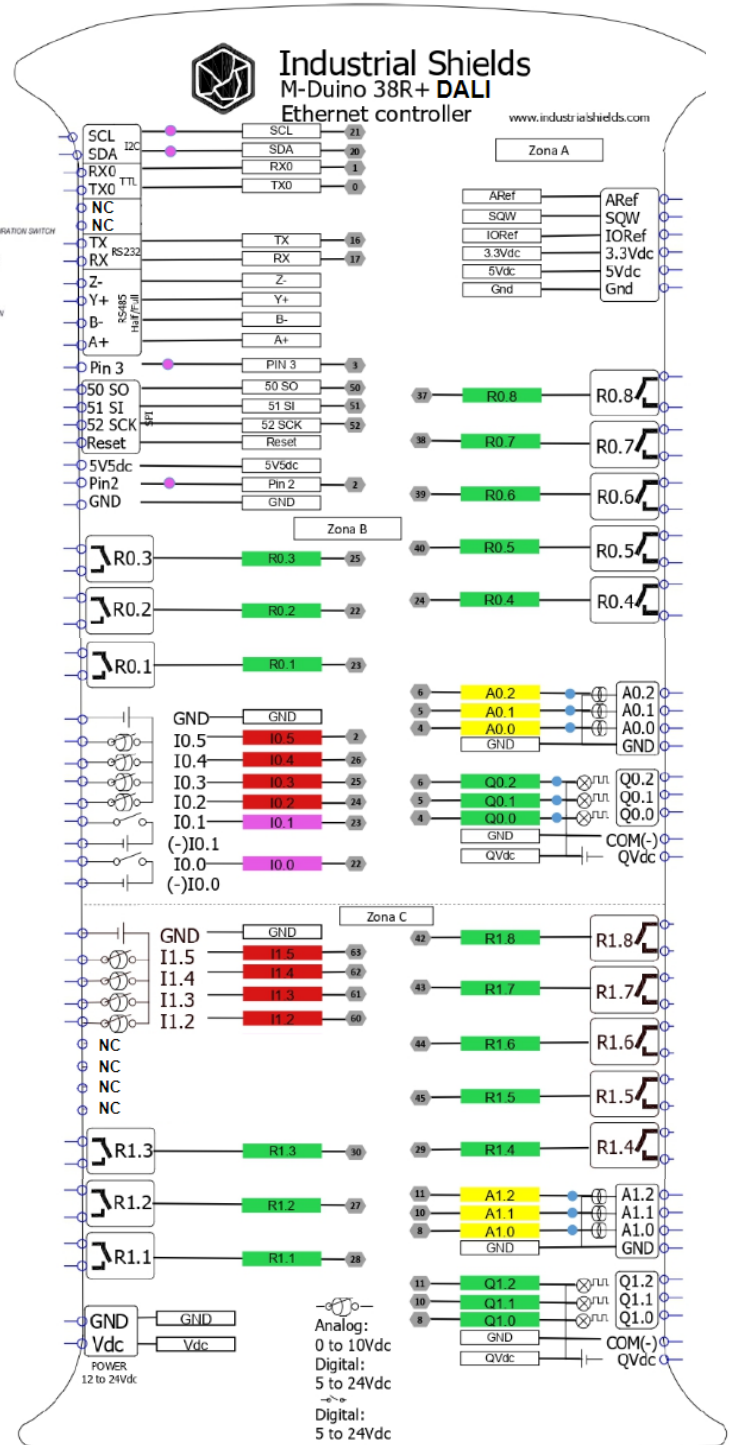 Industrial Shields
M-Duino 38R+ DALI
Ethernet controller
www.industrialshields.com
Zona A
SCL I2C SCL 21
SDA SDA 20
RX0 TTL RX0 1
TX0 TX0 0
NC
NC
RATION SWITCH
TX RS232 TX 16
RX RX 17
Z- RS485 Half/Full Z-
Y+ Y+
B- B-
A+ A+
Pin 3 PIN 3 3
50 SO SPI 50 SO 50
51 SI 51 SI 51
52 SCK 52 SCK 52
Reset Reset
5V5dc 5V5dc
Pin2 Pin 2 2
GND GND
ARef ARef
SQW SQW
IORef IORef
3.3Vdc 3.3Vdc
5Vdc 5Vdc
Gnd Gnd
37 R0.8 R0.8
38 R0.7 R0.7
39 R0.6 R0.6
40 R0.5 R0.5
24 R0.4 R0.4
Zona B
R0.3 R0.3 25
R0.2 R0.2 22
R0.1 R0.1 23
GND GND
I0.5 I0.5 2
I0.4 I0.4 26
I0.3 I0.3 25
I0.2 I0.2 24
I0.1 I0.1 23
(-)I0.1
I0.0 I0.0 22
(-)I0.0
6 A0.2 A0.2
5 A0.1 A0.1
4 A0.0 A0.0
GND GND
6 Q0.2 Q0.2
5 Q0.1 Q0.1
4 Q0.0 Q0.0
GND COM(-)
QVdc QVdc
Zona C
GND GND
I1.5 I1.5 63
I1.4 I1.4 62
I1.3 I1.3 61
I1.2 I1.2 60
NC
NC
NC
NC
R1.3 R1.3 30
R1.2 R1.2 27
R1.1 R1.1 28
42 R1.8 R1.8
43 R1.7 R1.7
44 R1.6 R1.6
45 R1.5 R1.5
29 R1.4 R1.4
11 A1.2 A1.2
10 A1.1 A1.1
8 A1.0 A1.0
GND GND
11 Q1.2 Q1.2
10 Q1.1 Q1.1
8 Q1.0 Q1.0
GND COM(-)
QVdc QVdc
GND GND
Vdc Vdc
POWER
12 to 24Vdc
Analog:
0 to 10Vdc
Digital:
5 to 24Vdc
Digital:
5 to 24Vdc